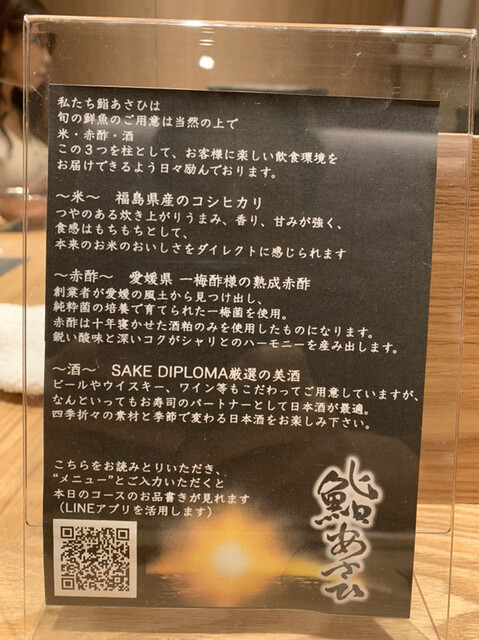 私たち鮨あさひは
旬の鮮魚のご用意は当然の上で
米・赤酢・酒
この３つを柱として、お客様に楽しい飲食環境を
お届けできるよう日々励んでおります。
～米～　福島県産のコシヒカリ
つやのある炊き上がりうまみ、香り、甘みが強く、
食感はもちもちとして、
本来のお米のおいしさをダイレクトに感じられます
～赤酢～　愛媛県 一梅酢様の熟成赤酢
創業者が愛媛の風土から見つけ出し、
純粋菌の培養で育てられた一梅菌を使用。
赤酢は十年寝かせた酒粕のみを使用したものになります。
鋭い酸味と深いコクがシャリとのハーモニーを産み出します。
～酒～　SAKE DIPLOMA厳選の美酒
ビールやウイスキー、ワイン等もこだわってご用意していますが、
なんといってもお寿司のパートナーとして日本酒が最適。
四季折々の素材と季節で変わる日本酒をお楽しみ下さい。
こちらをお読みとりいただき、
“メニュー”とご入力いただくと
本日のコースのお品書きが見れます
（LINEアプリを活用します）
鮨あさひ